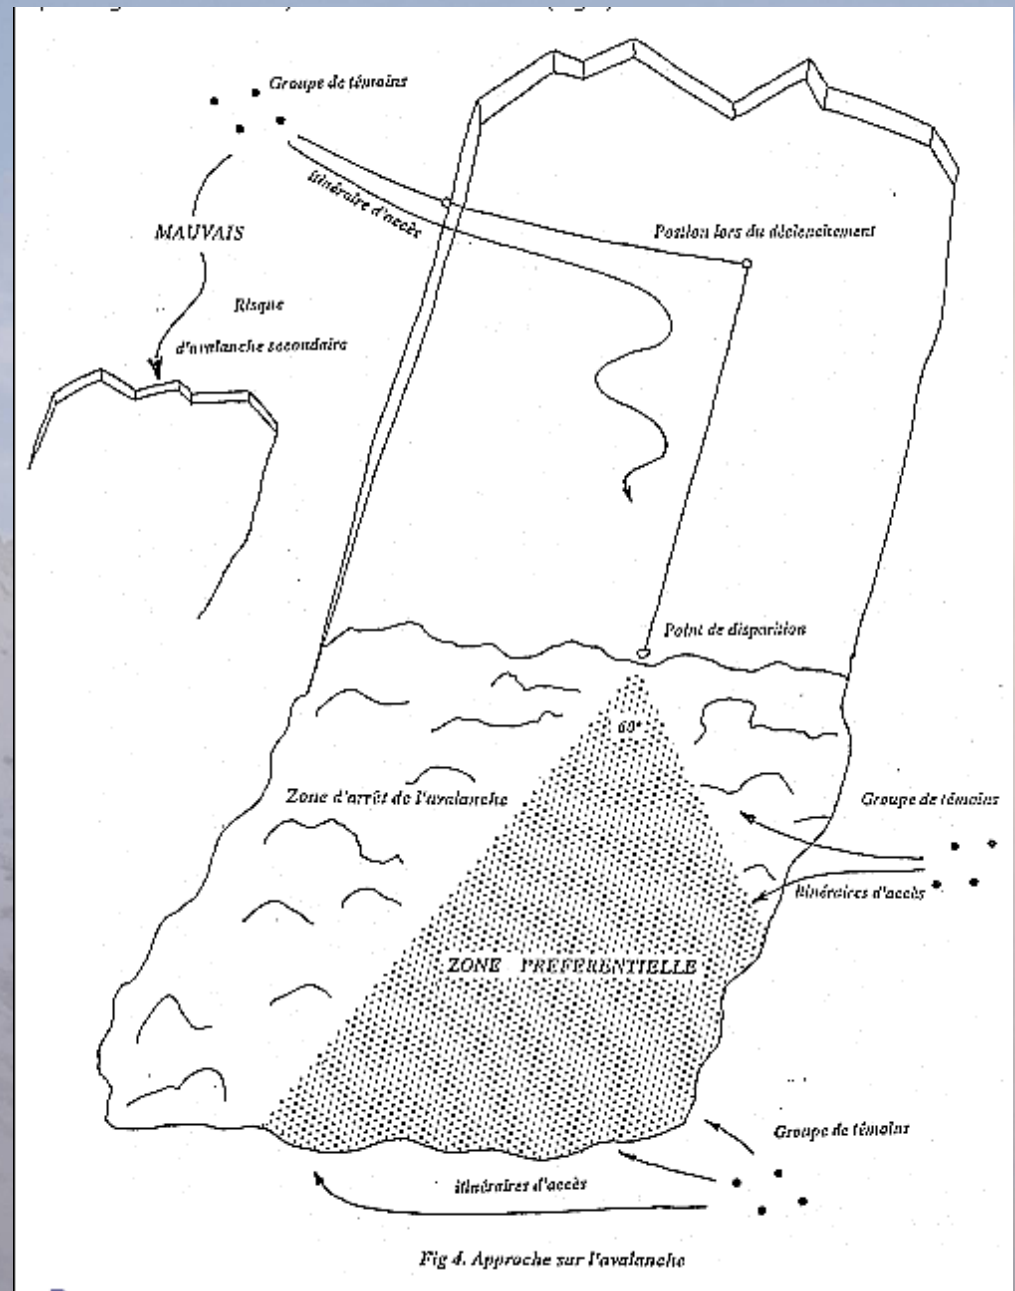 Groupe de témoins
itinéraire d'accès
MAUVAIS
Position lors du déclenchement
Risque
d'avalanche secondaire
Point de disparition
60°
Zone d'arrêt de l'avalanche
Groupe de témoins
itinéraires d'accès
ZONE PREFERENTIELLE
Groupe de témoins
itinéraires d'accès
Fig 4. Approche sur l'avalanche